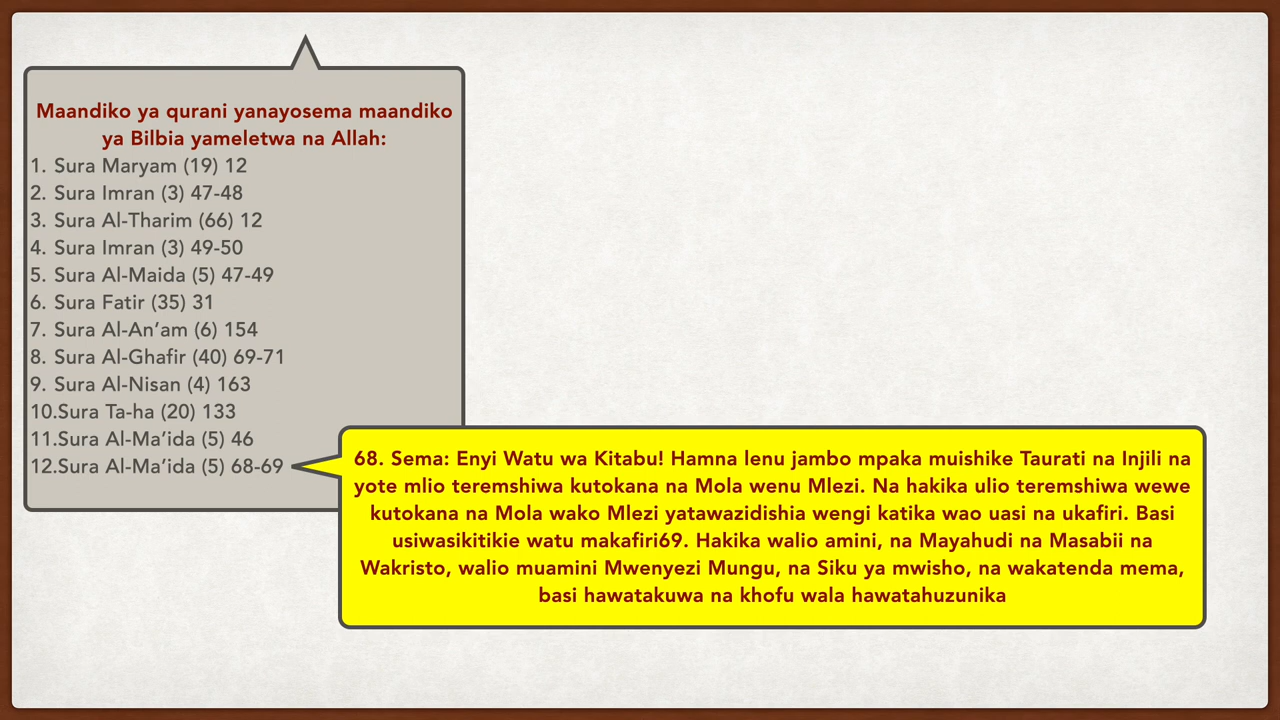 Maandiko ya qurani yanayosema maandiko
ya Bilbia yameletwa na Allah:
1. Sura Maryam (19) 12
2. Sura Imran (3) 47-48
3. Sura Al-Tharim (66) 12
4. Sura Imran (3) 49-50
5. Sura Al-Maida (5) 47-49
6. Sura Fatir (35) 31
7. Sura Al-An’am (6) 154
8. Sura Al-Ghafir (40) 69-71
9. Sura Al-Nisan (4) 163
10.Sura Ta-ha (20) 133
11.Sura Al-Ma’ida (5) 46
12.Sura Al-Ma’ida (5) 68-69
68. Sema: Enyi Watu wa Kitabu! Hamna lenu jambo mpaka muishike Taurati na Injili na
yote mlio teremshiwa kutokana na Mola wenu Mlezi. Na hakika ulio teremshiwa wewe
kutokana na Mola wako Mlezi yatawazidishia wengi katika wao uasi na ukafiri. Basi
usiwasikitikie watu makafiri69. Hakika walio amini, na Mayahudi na Masabii na
Wakristo, walio muamini Mwenyezi Mungu, na Siku ya mwisho, na wakatenda mema,
basi hawatakuwa na khofu wala hawatahuzunika